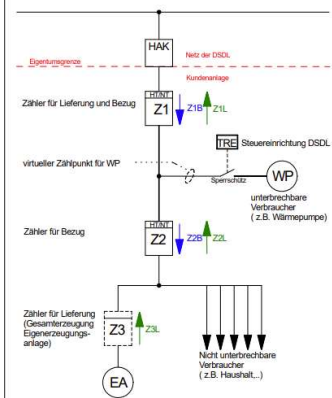 HAK
Netz der DSDL
Eigentumsgrenze
Kundenanlage
Zähler für Lieferung und Bezug
HT/NT
Z1
Z1B
Z1L
TRE
Steuereinrichtung DSDL
virtueller Zählpunkt für WP
Sperrschütz
WP
unterbrechbare
Verbraucher
( z.B. Wärmepumpe)
Zähler für Bezug
HT/NT
Z2
Z2B
Z2L
Zähler für Lieferung
(Gesamterzeugung
Eigenerzeugungs-
anlage)
Z3
Z3L
EA
Nicht unterbrechbare
Verbraucher
( z.B. Haushalt,..)